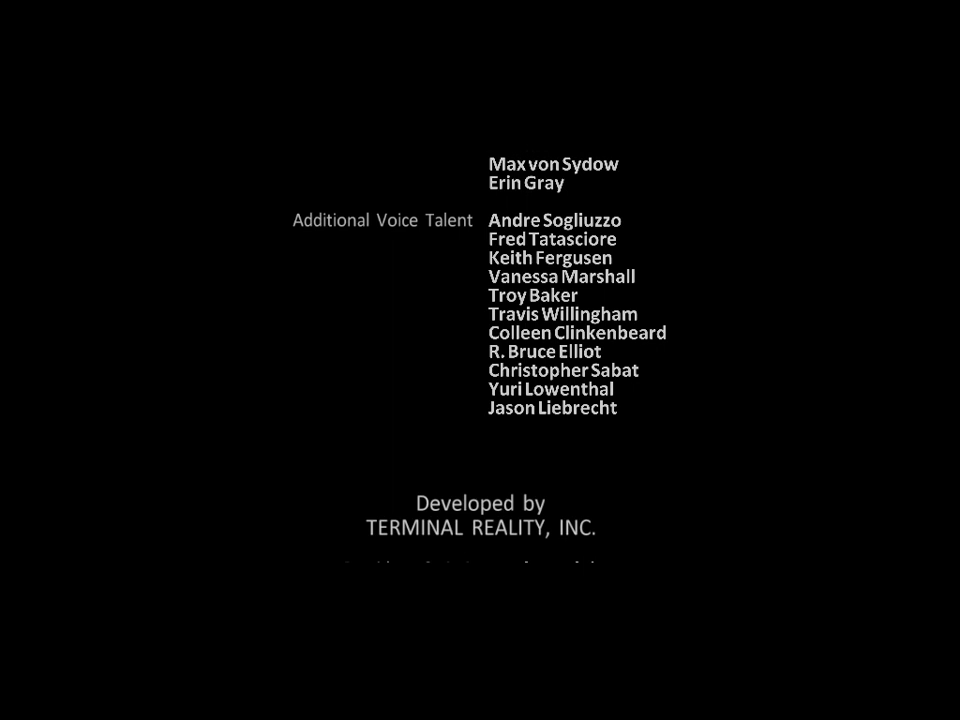 Max von Sydow
Erin Gray
Additional Voice Talent Andre Sogliuzzo
Fred Tatasciore
Keith Fergusen
Vanessa Marshall
Troy Baker
Travis Willingham
Colleen Clinkenbeard
R. Bruce Elliot
Christopher Sabat
Yuri Lowenthal
Jason Liebrecht
Developed by
TERMINAL REALITY, INC.